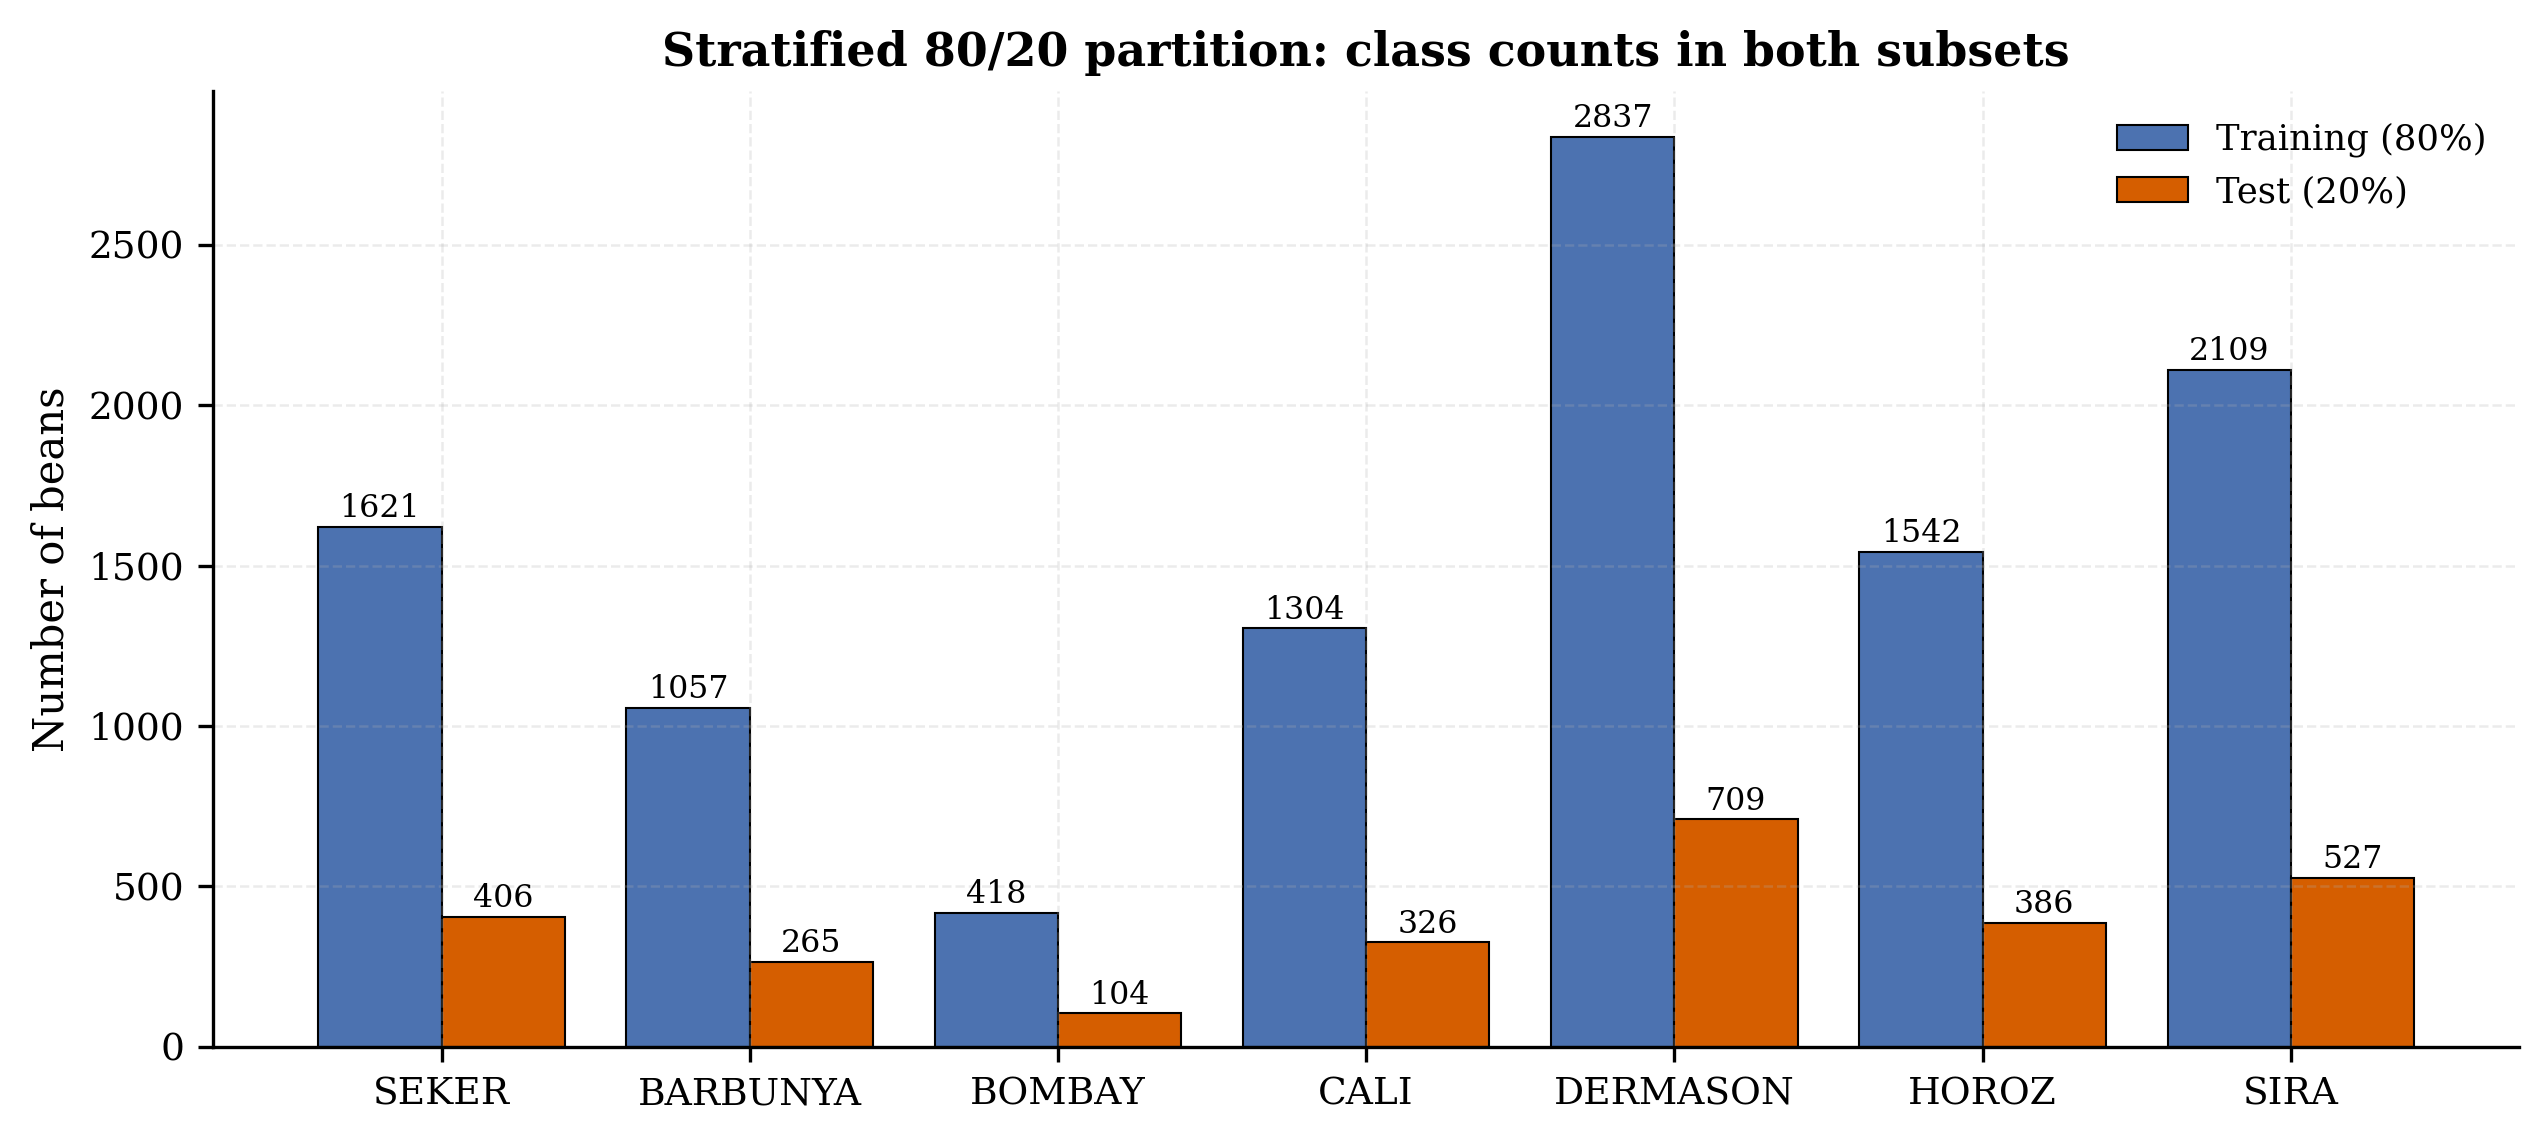 Stratified 80/20 partition: class counts in both subsets
Training (80%)
Test (20%)
Number of beans
2500
2000
1500
1000
500
0
1621
406
1057
265
418
104
1304
326
2837
709
1542
386
2109
527
SEKER
BARBUNYA
BOMBAY
CALI
DERMASON
HOROZ
SIRA